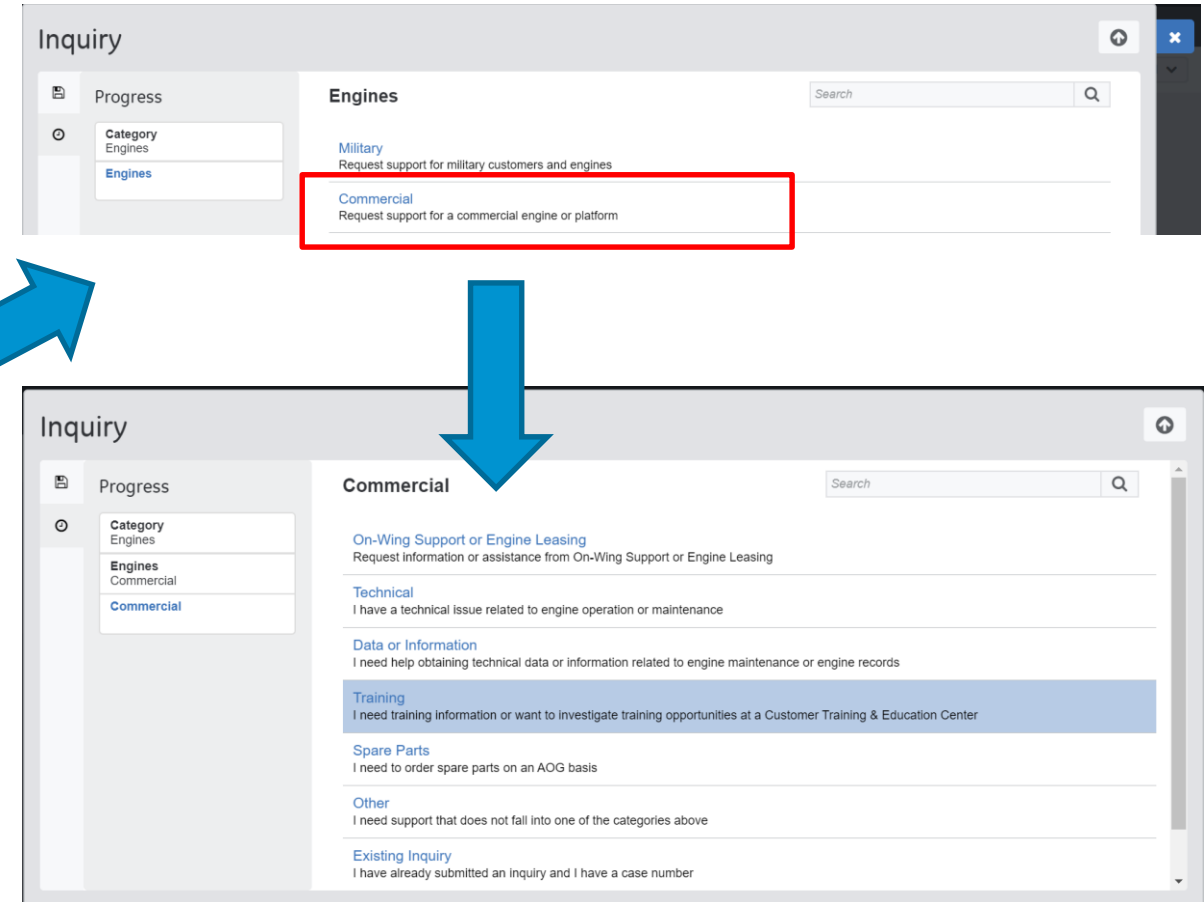 Inquiry
Progress
Category
Engines
Engines
Engines
Search
Military
Request support for military customers and engines
Commercial
Request support for a commercial engine or platform
Inquiry
Progress
Category
Engines
Engines
Commercial
Commercial
Commercial
Search
On-Wing Support or Engine Leasing
Request information or assistance from On-Wing Support or Engine Leasing
Technical
I have a technical issue related to engine operation or maintenance
Data or Information
I need help obtaining technical data or information related to engine maintenance or engine records
Training
I need training information or want to investigate training opportunities at a Customer Training & Education Center
Spare Parts
I need to order spare parts on an AOG basis
Other
I need support that does not fall into one of the categories above
Existing Inquiry
I have already submitted an inquiry and I have a case number